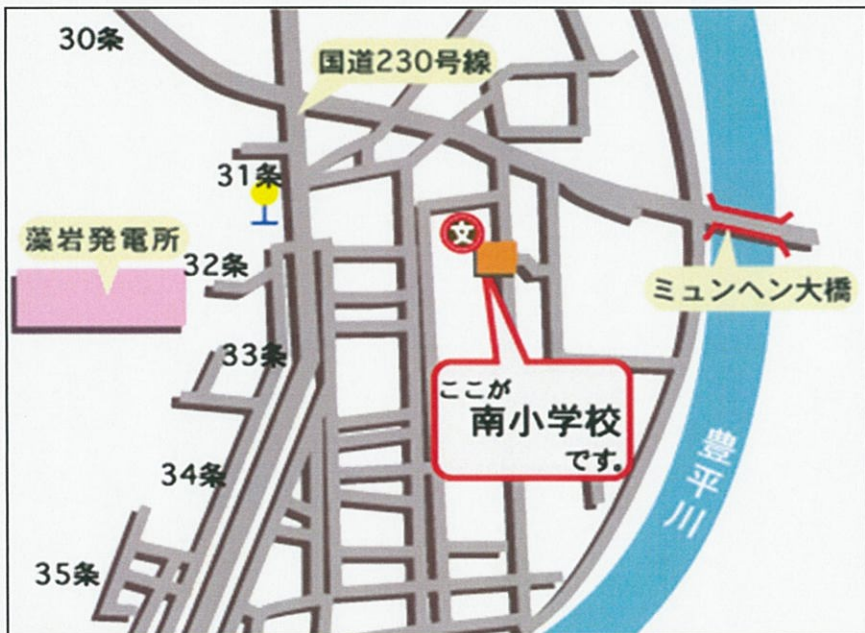 30条
国道230号線
31条
藻岩発電所
32条
文
ミュンヘン大橋
33条
ここが
南小学校
です。
34条
豊平川
35条